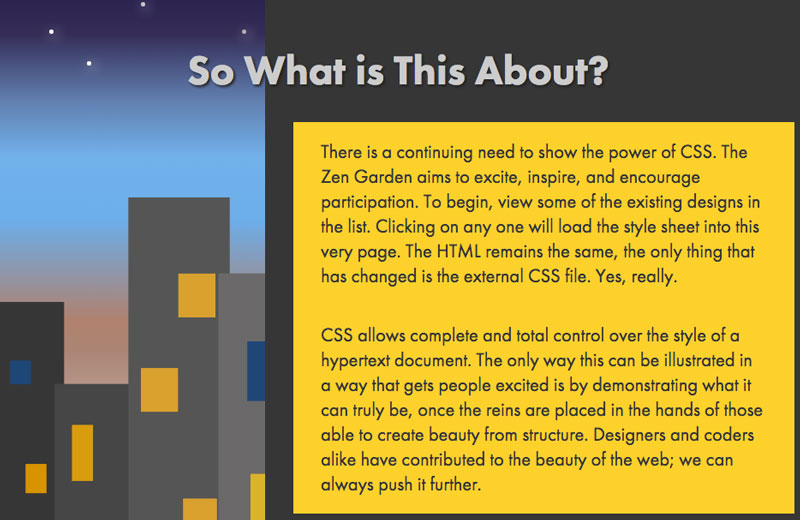 So What is This About?
There is a continuing need to show the power of CSS. The
Zen Garden aims to excite, inspire, and encourage
participation. To begin, view some of the existing designs in
the list. Clicking on any one will load the style sheet into this
very page. The HTML remains the same, the only thing that
has changed is the external CSS file. Yes, really.
CSS allows complete and total control over the style of a
hypertext document. The only way this can be illustrated in
a way that gets people excited is by demonstrating what it
can truly be, once the reins are placed in the hands of those
able to create beauty from structure. Designers and coders
alike have contributed to the beauty of the web; we can
always push it further.